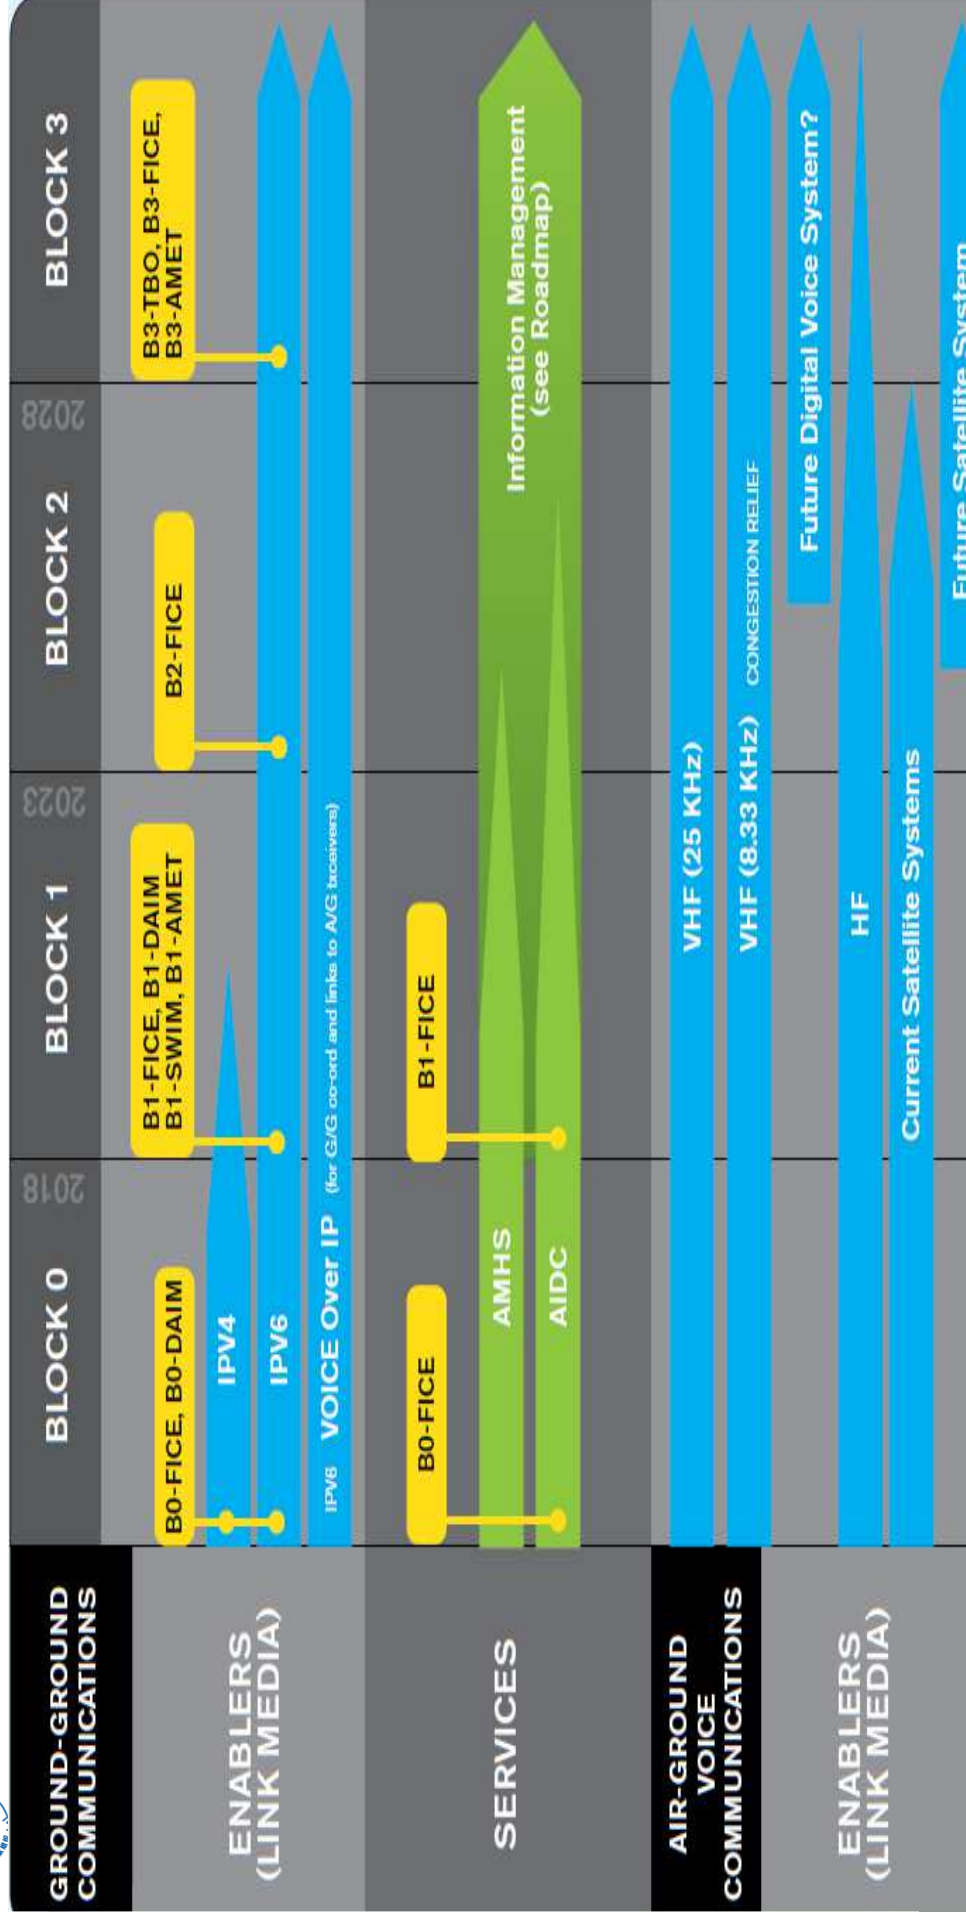 GROUND-GROUND
COMMUNICATIONS
BLOCK 0
2018
BLOCK 1
2023
BLOCK 2
2028
BLOCK 3
ENABLERS
(LINK MEDIA)
B0-FICE, B0-DAIM
B1-FICE, B1-DAIM
B1-SWIM, B1-AMET
B2-FICE
B3-TBO, B3-FICE,
B3-AMET
IPV4
IPV6
IPV6 VOICE Over IP (for G/G co-ord and links to A/G txceivers)
SERVICES
B0-FICE
B1-FICE
AMHS
AIDC
Information Management
(see Roadmap)
AIR-GROUND
VOICE
COMMUNICATIONS
VHF (25 KHz)
VHF (8.33 KHz) CONGESTION RELIEF
ENABLERS
(LINK MEDIA)
Future Digital Voice System?
HF
Current Satellite Systems
Future Satellite System